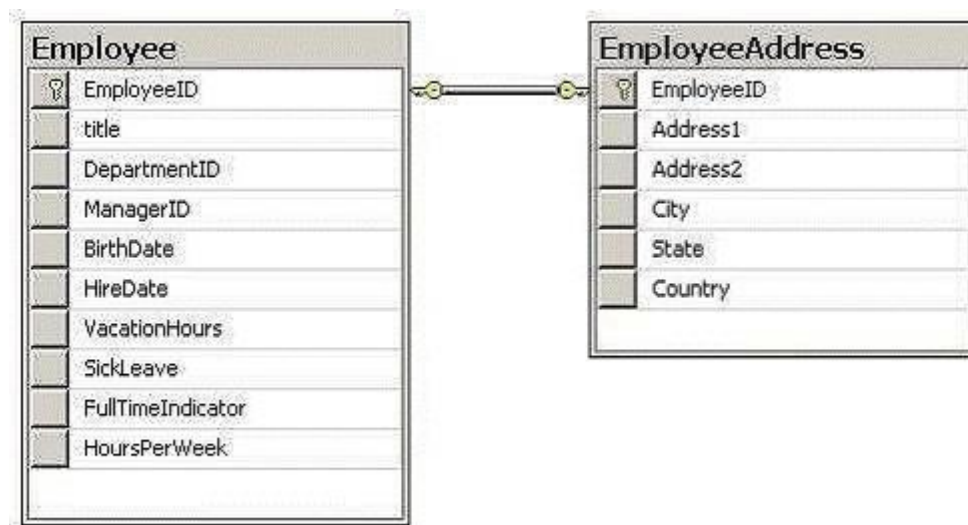 Employee
EmployeeID
title
DepartmentID
ManagerID
BirthDate
HireDate
VacationHours
SickLeave
FullTimeIndicator
HoursPerWeek
EmployeeAddress
EmployeeID
Address1
Address2
City
State
Country